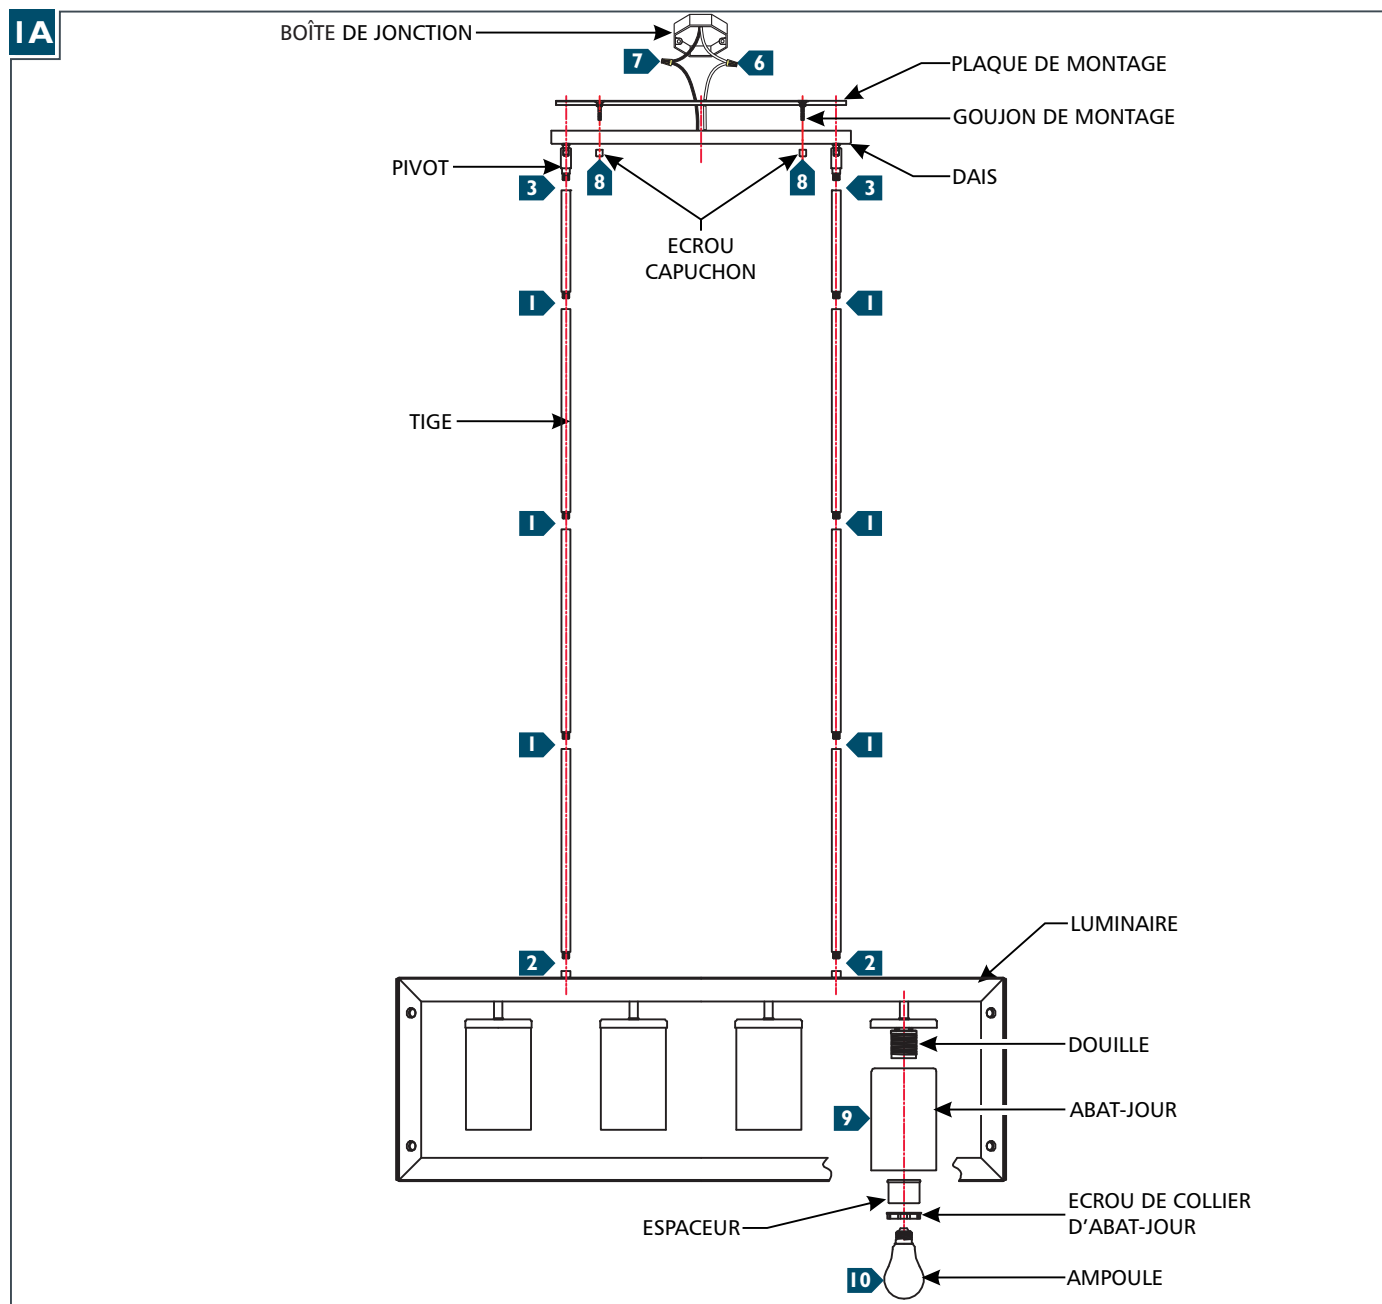 1A
BOÎTE DE JONCTION
7
6
PLAQUE DE MONTAGE
GOUJON DE MONTAGE
PIVOT
DAIS
3
8
8
3
ECROU
CAPUCHON
1
1
TIGE
1
1
1
1
LUMINAIRE
2
2
DOUILLE
9
ABAT-JOUR
ESPACEUR
ECROU DE COLLIER
D'ABAT-JOUR
10
AMPOULE